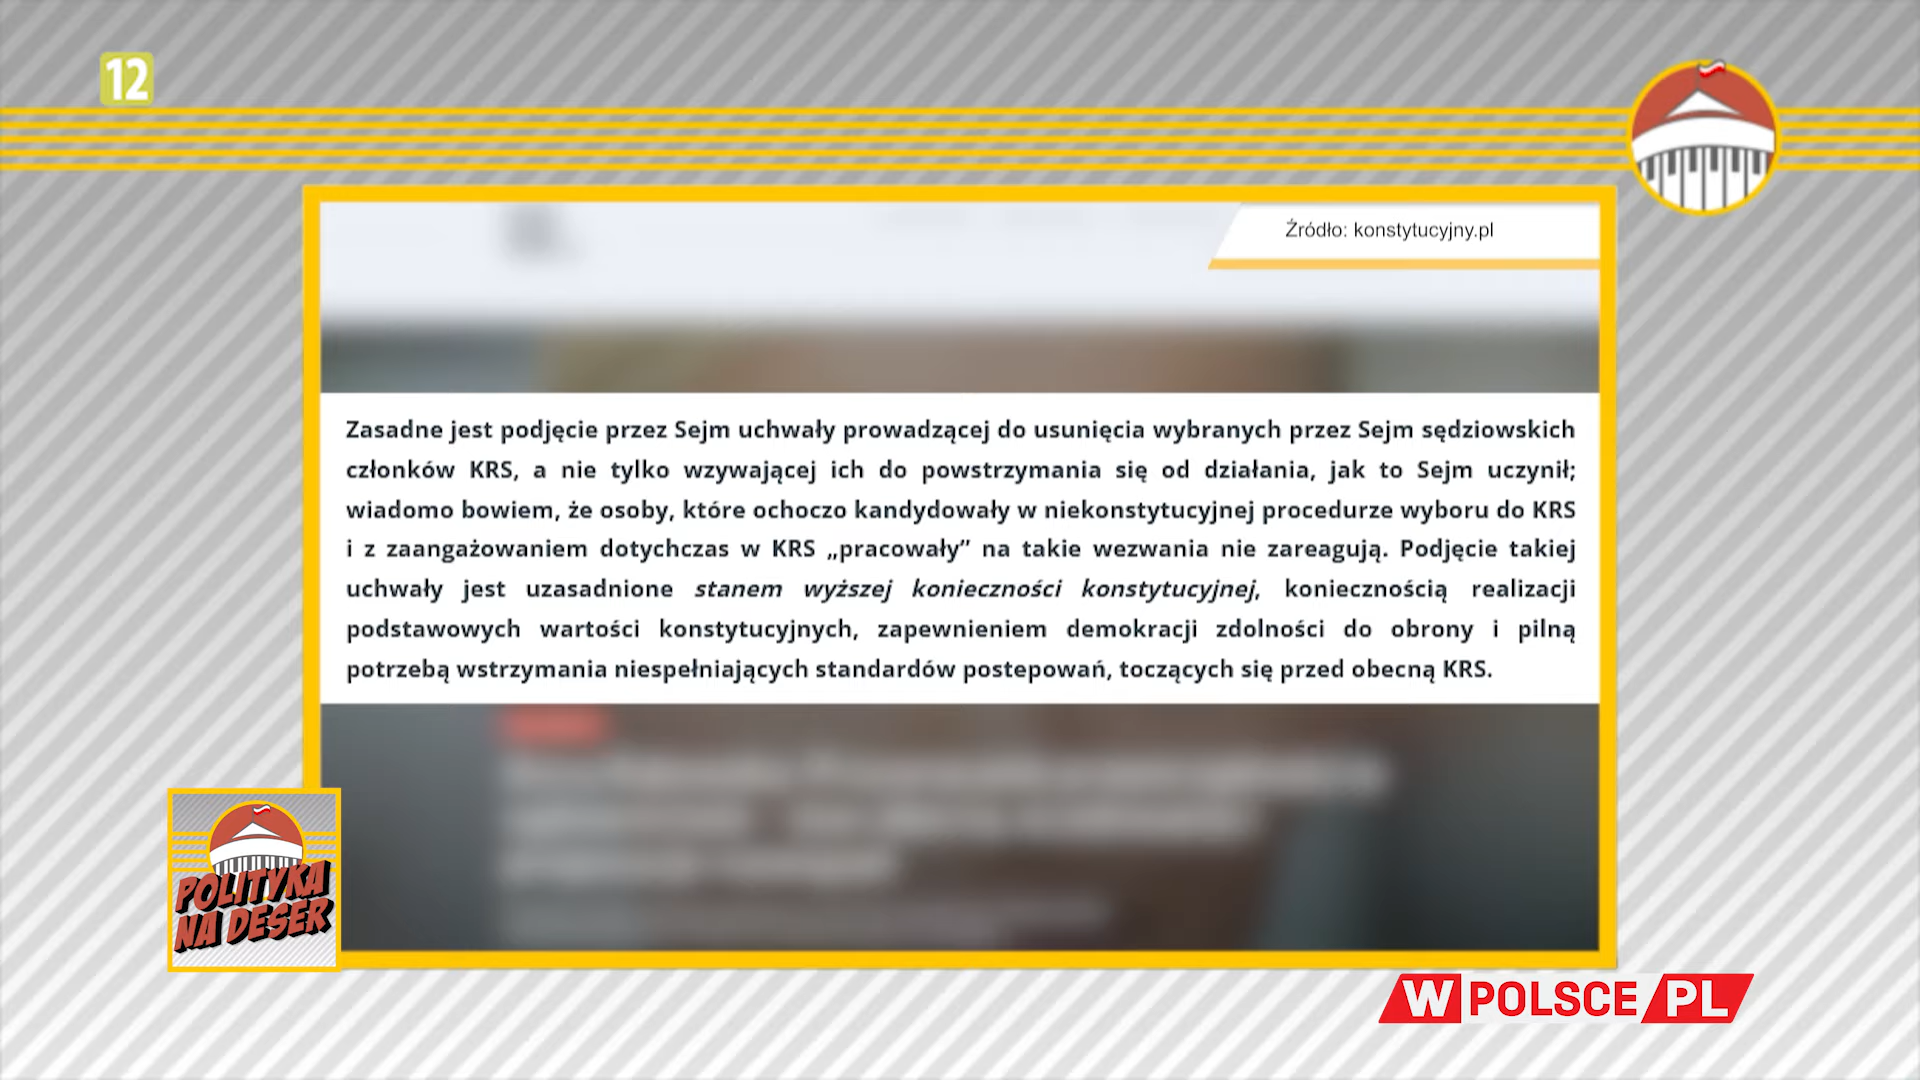 12
Źródło: konstytucyjny.pl
Zasadne jest podjęcie przez Sejm uchwały prowadzącej do usunięcia wybranych przez Sejm sędziowskich
członków KRS, a nie tylko wzywającej ich do powstrzymania się od działania, jak to Sejm uczynił;
wiadomo bowiem, że osoby, które ochoczo kandydowały w niekonstytucyjnej procedurze wyboru do KRS
i z zaangażowaniem dotychczas w KRS „pracowały” na takie wezwania nie zareagują. Podjęcie takiej
uchwały jest uzasadnione stanem wyższej konieczności konstytucyjnej, koniecznością realizacji
podstawowych wartości konstytucyjnych, zapewnieniem demokracji zdolności do obrony i pilną
potrzebą wstrzymania niespełniających standardów postepowań, toczących się przed obecną KRS.
POLITYKA
NA DESER
W POLSCE PL